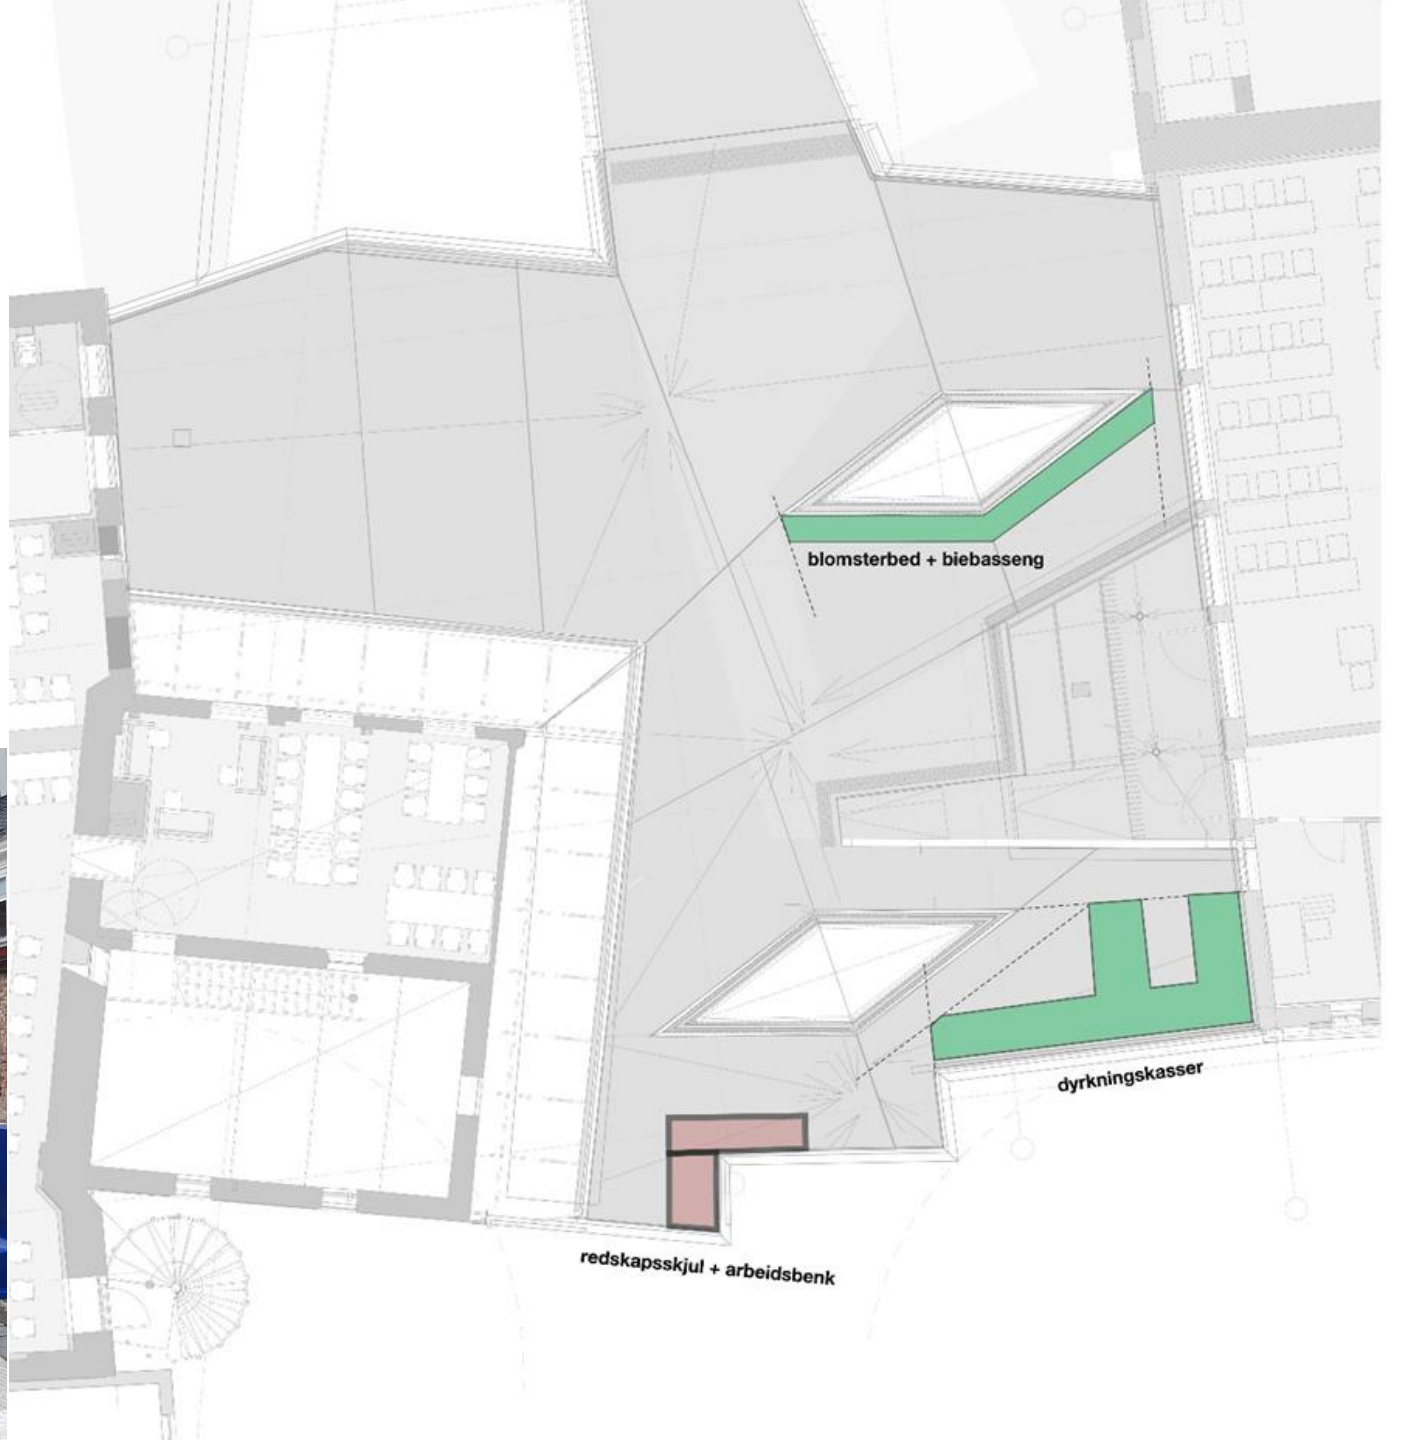 blomsterbed + biebasseng
dyrkningskasser
redskapsskjul + arbeidsbenk